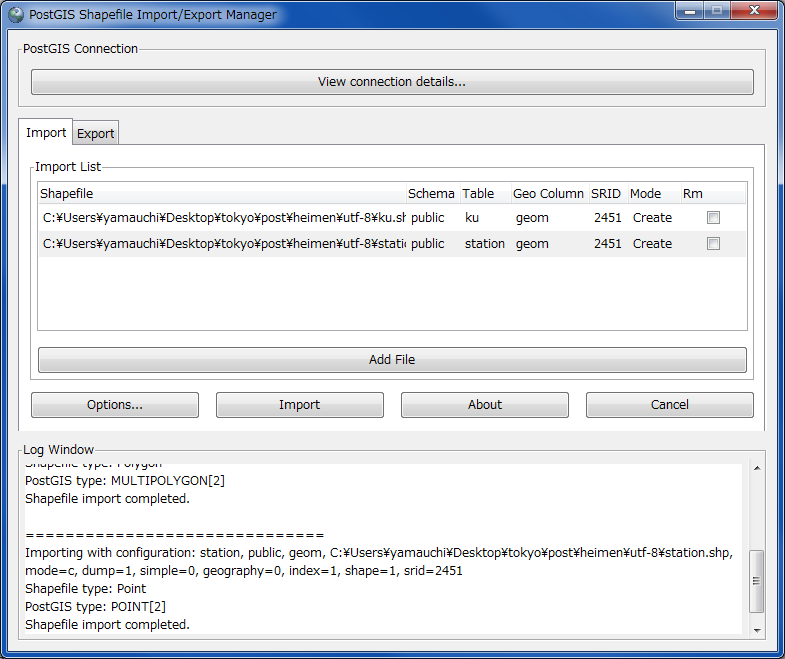 PostGIS Shapefile Import/Export Manager
PostGIS Connection
View connection details...
Import Export
Import List
Shapefile Schema Table Geo Column SRID Mode Rm
C:¥Users¥yamauchi¥Desktop¥tokyo¥post¥heimen¥utf-8¥ku.sh public ku geom 2451 Create
C:¥Users¥yamauchi¥Desktop¥tokyo¥post¥heimen¥utf-8¥statio public station geom 2451 Create
Add File
Options... Import About Cancel
Log Window
Shapefile type: Polygon
PostGIS type: MULTIPOLYGON[2]
Shapefile import completed.
==============================
Importing with configuration: station, public, geom, C:¥Users¥yamauchi¥Desktop¥tokyo¥post¥heimen¥utf-8¥station.shp,
mode=c, dump=1, simple=0, geography=0, index=1, shape=1, srid=2451
Shapefile type: Point
PostGIS type: POINT[2]
Shapefile import completed.